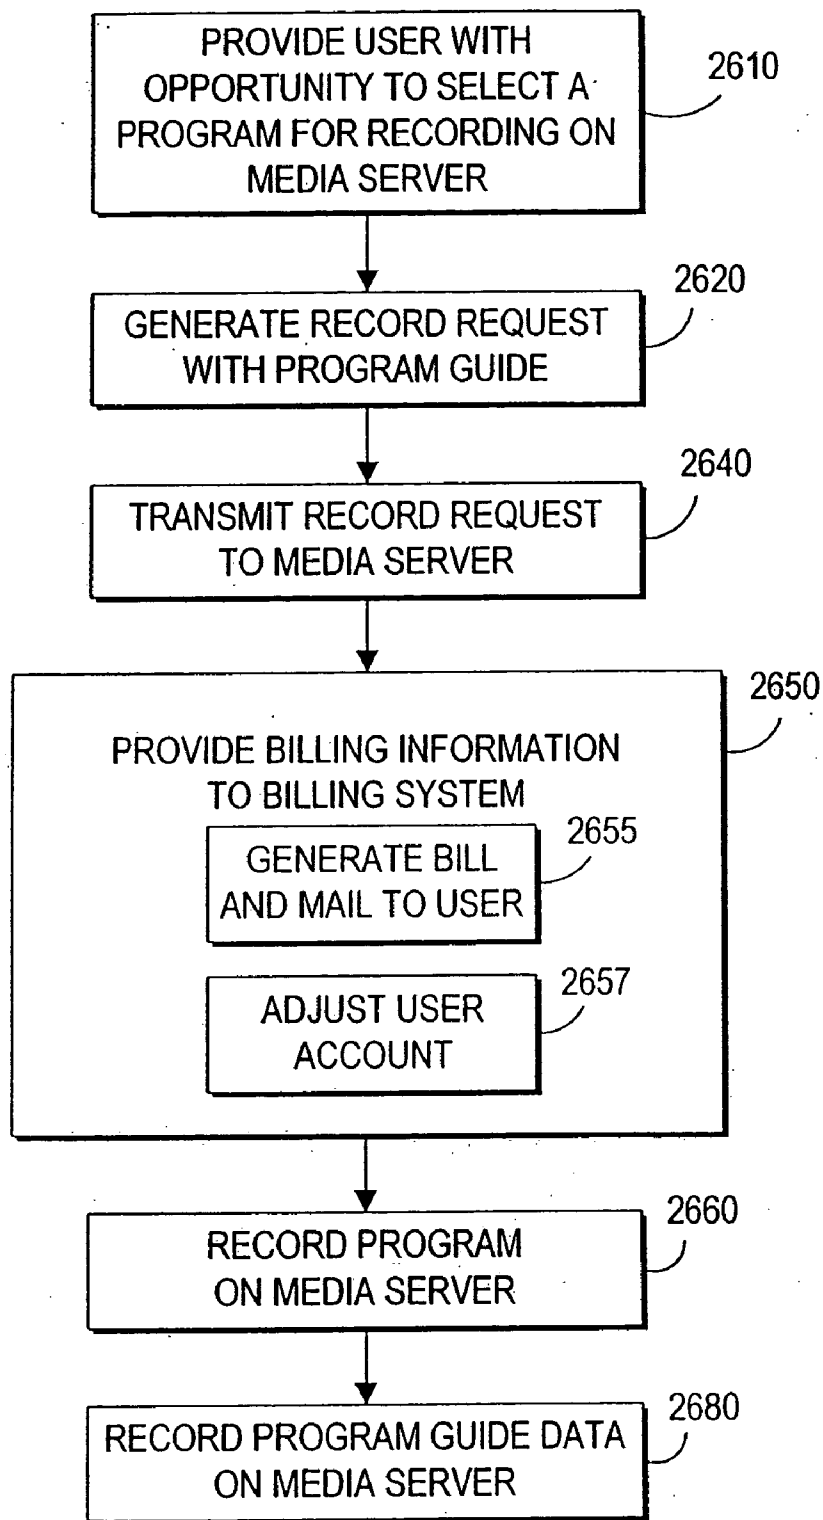 PROVIDE USER WITH
OPPORTUNITY TO SELECT A
PROGRAM FOR RECORDING ON
MEDIA SERVER
2610
GENERATE RECORD REQUEST
WITH PROGRAM GUIDE
2620
TRANSMIT RECORD REQUEST
TO MEDIA SERVER
2640
PROVIDE BILLING INFORMATION
TO BILLING SYSTEM
2650
GENERATE BILL
AND MAIL TO USER
2655
ADJUST USER
ACCOUNT
2657
RECORD PROGRAM
ON MEDIA SERVER
2660
RECORD PROGRAM GUIDE DATA
ON MEDIA SERVER
2680